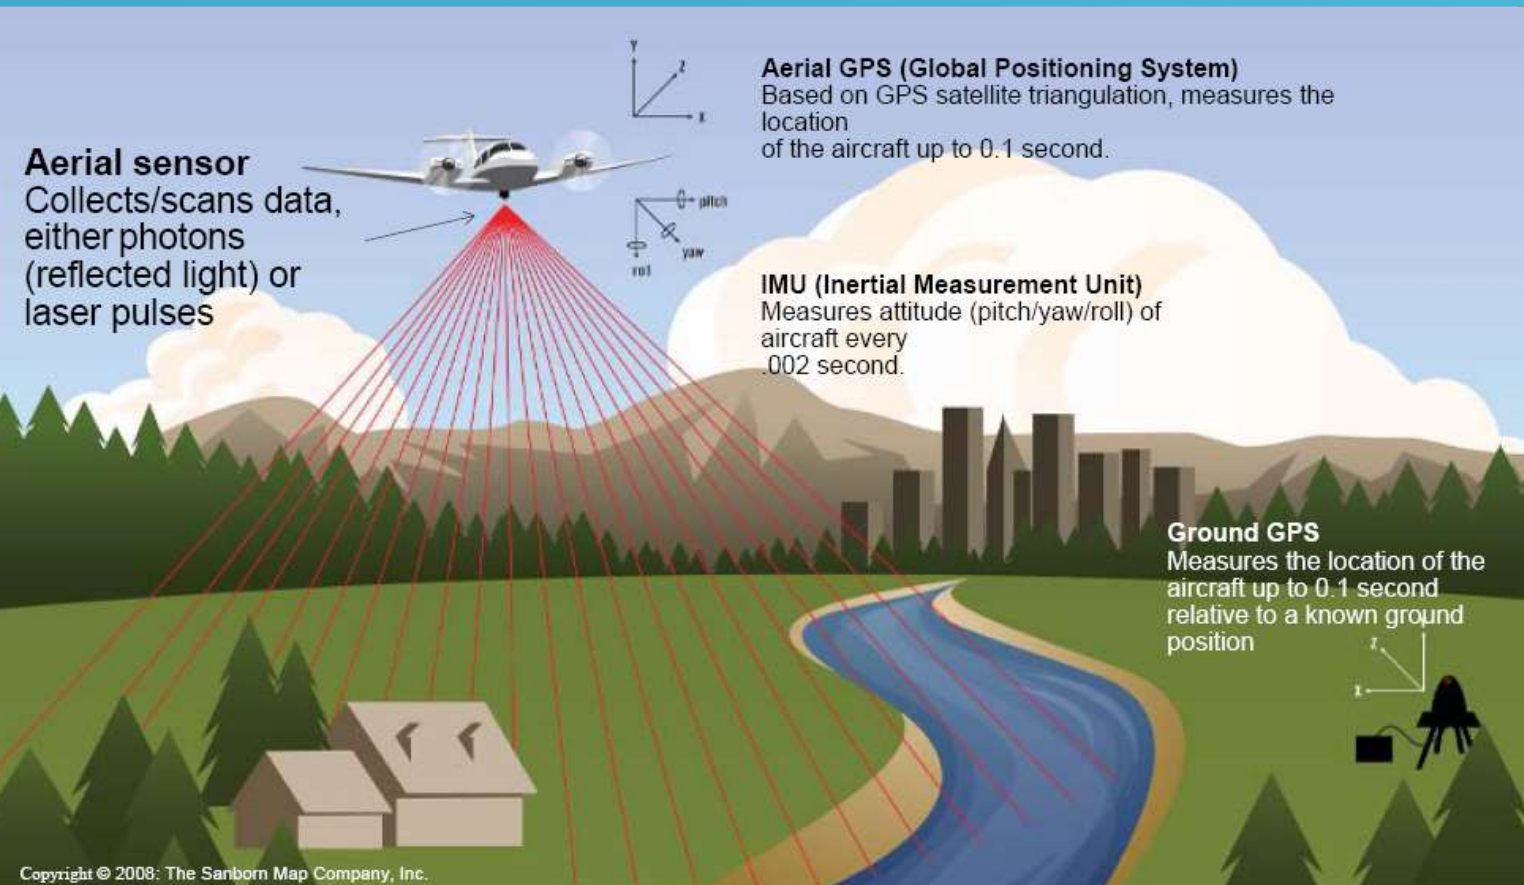 Y
Z
X
Aerial GPS (Global Positioning System)
Based on GPS satellite triangulation, measures the
location
of the aircraft up to 0.1 second.
Aerial sensor
Collects/scans data,
either photons
(reflected light) or
laser pulses
pitch
yaw
roll
IMU (Inertial Measurement Unit)
Measures attitude (pitch/yaw/roll) of
aircraft every
.002 second.
Ground GPS
Measures the location of the
aircraft up to 0.1 second
relative to a known ground
position
Z
X
Copyright © 2008: The Sanborn Map Company, Inc.